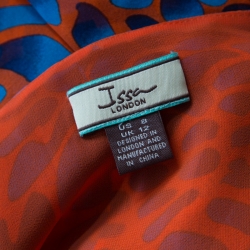 Issa
LONDON
US 8
UK 12
DESIGNED IN
LONDON AND
MANUFACTURED
IN CHINA